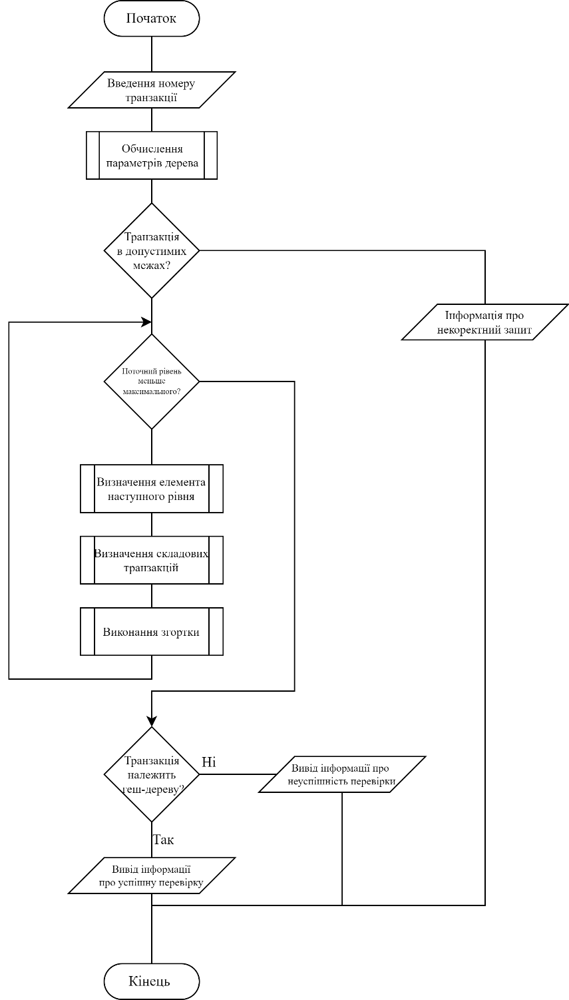 Початок
Введення номеру
транзакції
Обчислення
параметрів дерева
Транзакція
в допустимих
межах?
Інформація про
некоректний запит
Поточний рівень
меньше
максимального?
Визначення елемента
наступного рівня
Визначення складових
транзакцій
Виконання згортки
Транзакція
належить
геш-дереву?
Ні
Вивід інформації про
неуспішність перевірки
Так
Вивід інформації
про успішну перевірку
Кінець